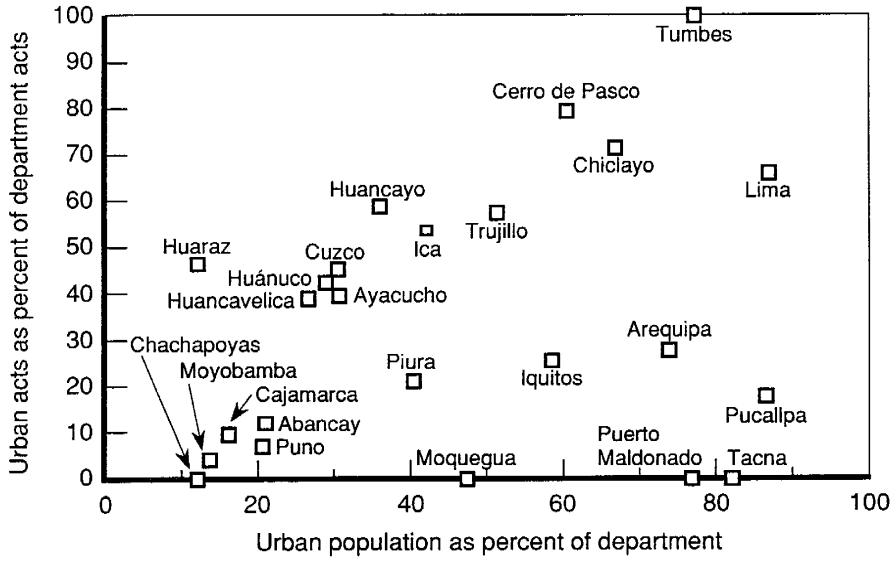 Urban acts as percent of department acts
100
90
80
70
60
50
40
30
20
10
0
Tumbes
Cerro de Pasco
Chiclayo
Lima
Huancayo
Trujillo
Ica
Huaraz
Cuzco
Huánuco
Huancavelica
Ayacucho
Chachapoyas
Moyobamba
Cajamarca
Abancay
Puno
Piura
Iquitos
Arequipa
Pucallpa
Moquegua
Puerto
Maldonado
Tacna
0 20 40 60 80 100
Urban population as percent of department